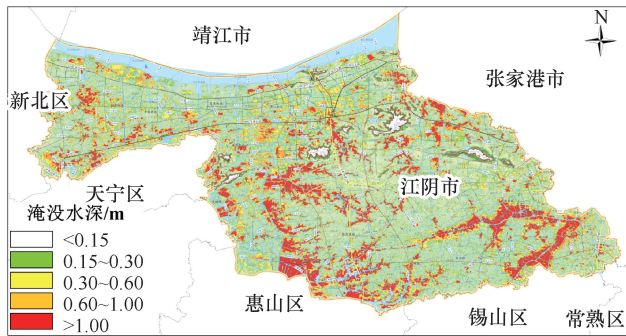 靖江市
N
张家港市
新北区
天宁区
江阴市
淹没水深/m
<0.15
0.15~0.30
0.30~0.60
0.60~1.00
>1.00
惠山区
锡山区
常熟区